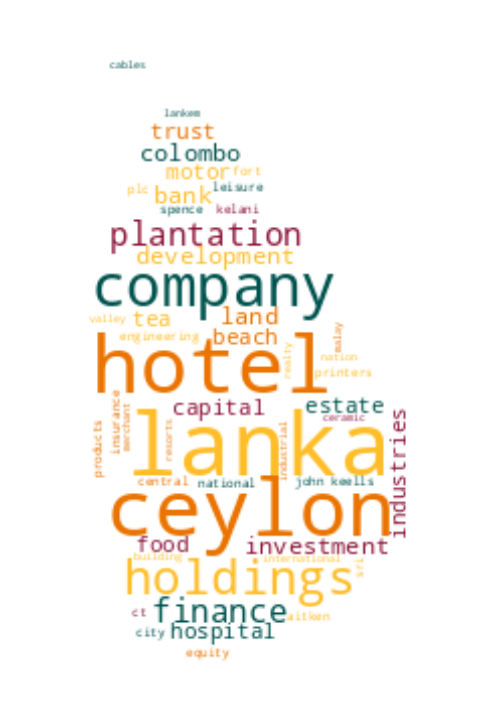 cables
lankem
trust
colombo
motor fort
plc bank leisure
spence kelani
plantation
development
company
valley tea land
engineering beach
malay
hotel
realty
nation
printers
capital estate
ceramic
insurance
merchant
products
resorts
lanka
industrial
industries
central national john keells
ceylon
food investment
building international
holdings
sri
ct finance aitken
city hospital
equity